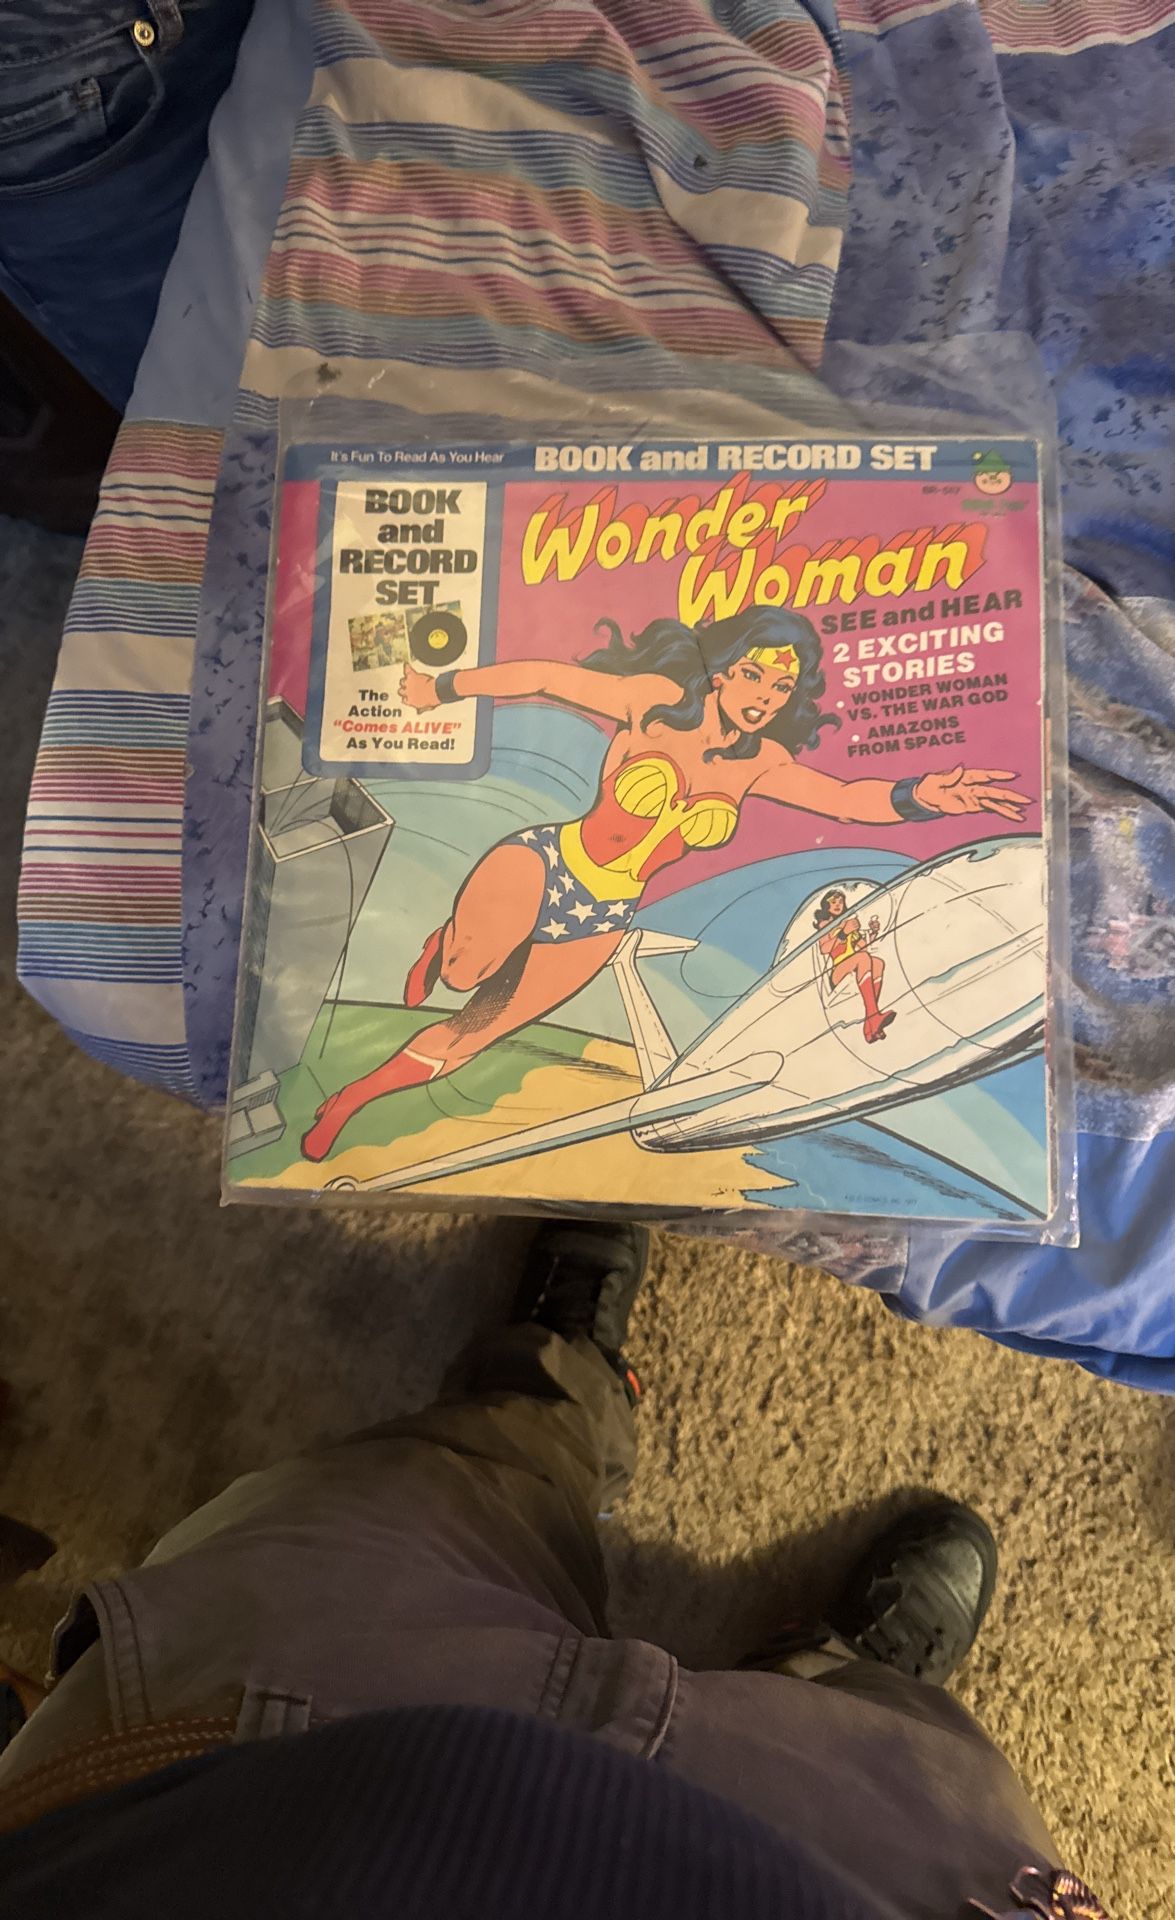 It's Fun To Read As You Hear
BOOK and RECORD SET
BOOK
and
RECORD
SET
The
Action
"Comes ALIVE"
As You Read!
Wonder
Woman
SEE and HEAR
2 EXCITING
STORIES
• WONDER WOMAN
VS. THE WAR GOD
• AMAZONS
FROM SPACE